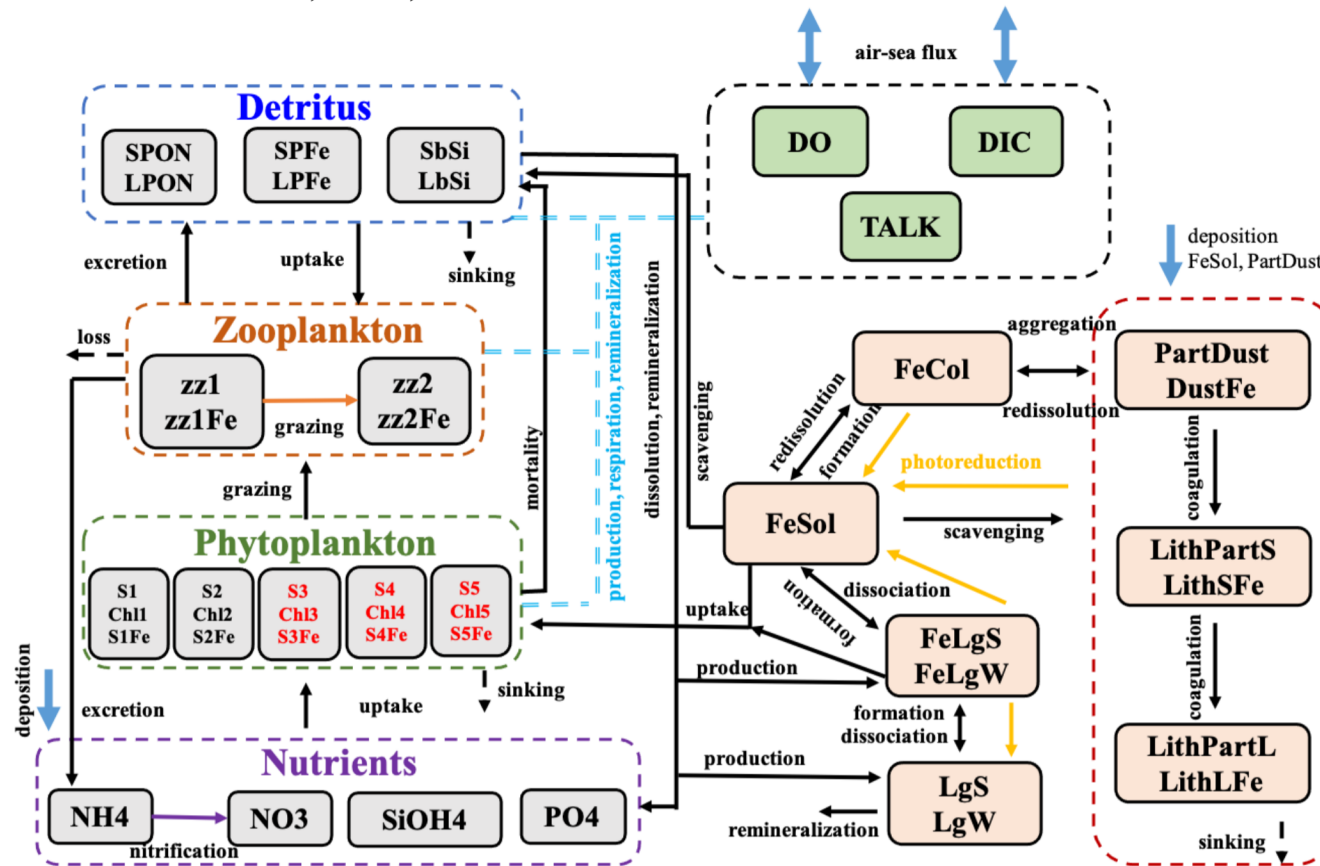 air-sea flux
Detritus
SPON
LPON
SPFe
LPFe
SbSi
LbSi
DO
DIC
TALK
excretion
uptake
sinking
deposition
FeSol, PartDust
Zooplankton
loss
zz1
zz1Fe
grazing
zz2
zz2Fe
grazing
mortality
production, respiration, remineralization
dissolution, remineralization
scavenging
FeCol
aggregation
redissolution
PartDust
DustFe
redissolution
formation
photoreduction
coagulation
FeSol
scavenging
LithPartS
LithSFe
Phytoplankton
S1
Chl1
S1Fe
S2
Chl2
S2Fe
S3
Chl3
S3Fe
S4
Chl4
S4Fe
S5
Chl5
S5Fe
uptake
formation
dissociation
FeLgS
FeLgW
production
coagulation
deposition
excretion
uptake
sinking
formation
dissociation
Nutrients
NH4
nitrification
NO3
SiOH4
PO4
production
LgS
LgW
remineralization
LithPartL
LithLFe
sinking